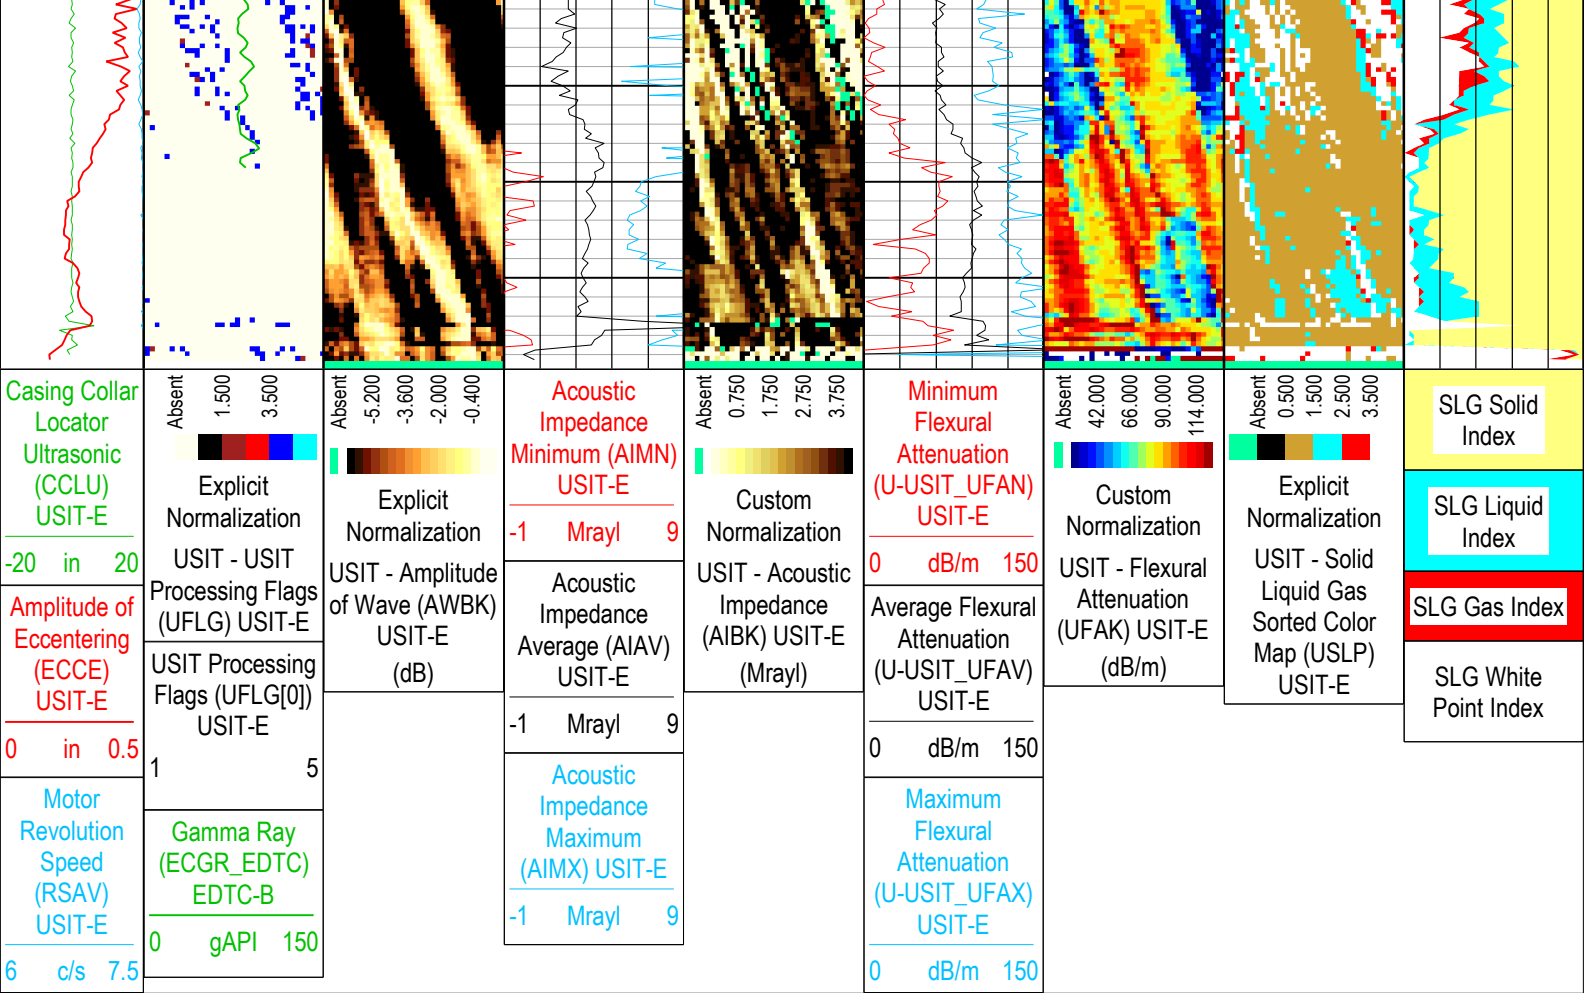 Casing Collar
Locator
Ultrasonic
(CCLU)
USIT-E
-20 in 20
Amplitude of
Eccentering
(ECCE)
USIT-E
0 in 0.5
Motor
Revolution
Speed
(RSAV)
USIT-E
6 c/s 7.5
Absent
1.500
3.500
Explicit
Normalization
USIT - USIT
Processing Flags
(UFLG) USIT-E
USIT Processing
Flags (UFLG[0])
USIT-E
1 5
Gamma Ray
(ECGR_EDTC)
EDTC-B
0 gAPI 150
Absent
-5.200
-3.600
-2.000
-0.400
Explicit
Normalization
USIT - Amplitude
of Wave (AWBK)
USIT-E
(dB)
Acoustic
Impedance
Minimum (AIMN)
USIT-E
-1 Mrayl 9
Acoustic
Impedance
Average (AIAV)
USIT-E
-1 Mrayl 9
Acoustic
Impedance
Maximum
(AIMX) USIT-E
-1 Mrayl 9
Absent
0.750
1.750
2.750
3.750
Custom
Normalization
USIT - Acoustic
Impedance
(AIBK) USIT-E
(Mrayl)
Minimum
Flexural
Attenuation
(U-USIT_UFAN)
USIT-E
0 dB/m 150
Average Flexural
Attenuation
(U-USIT_UFAV)
USIT-E
0 dB/m 150
Maximum
Flexural
Attenuation
(U-USIT_UFAX)
USIT-E
0 dB/m 150
Absent
42.000
66.000
90.000
114.000
Custom
Normalization
USIT - Flexural
Attenuation
(UFAK) USIT-E
(dB/m)
Absent
0.500
1.500
2.500
3.500
Explicit
Normalization
USIT - Solid
Liquid Gas
Sorted Color
Map (USLP)
USIT-E
SLG Solid
Index
SLG Liquid
Index
SLG Gas Index
SLG White
Point Index